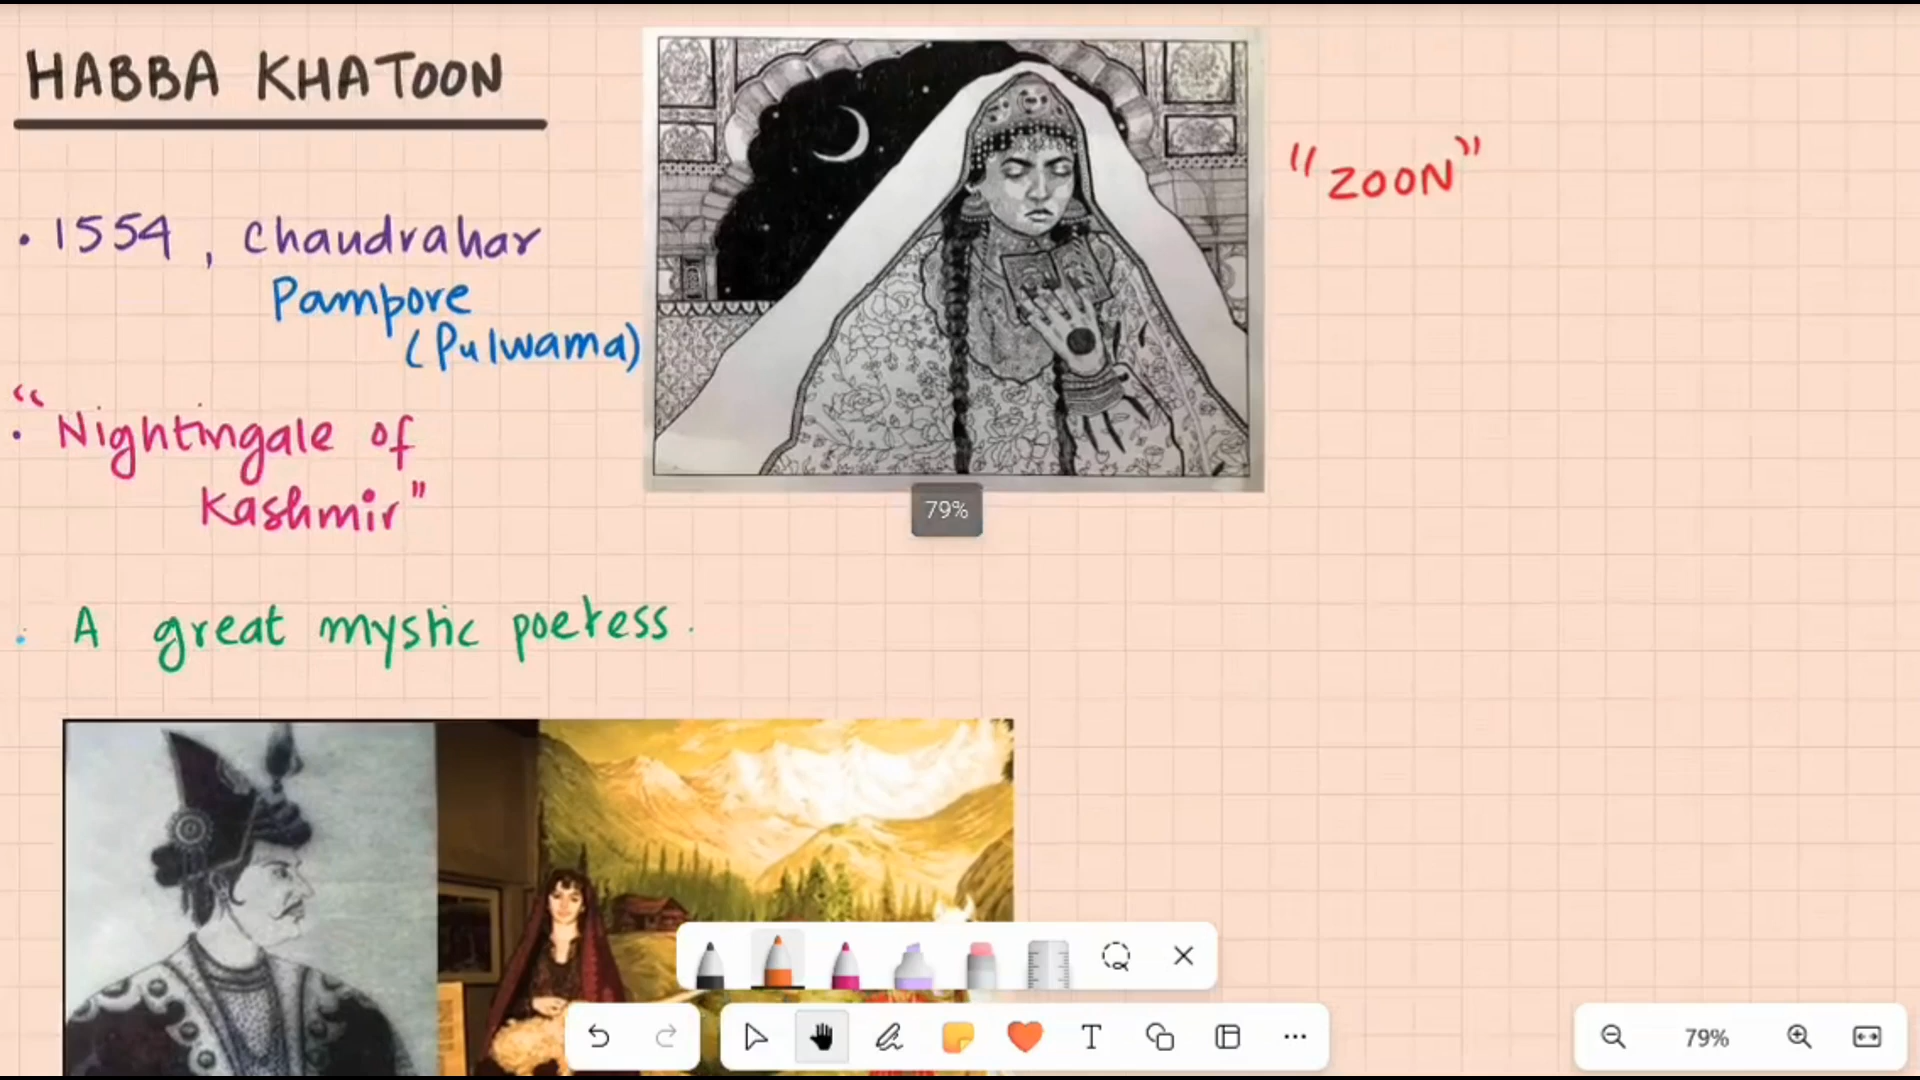 HABBA KHATOON
"ZOON"
• 1554, Chaudrahar
Pampore
(Pulwama)
• "Nightingale of
Kashmir"
79%
• A great mystic poetess.
T
79%